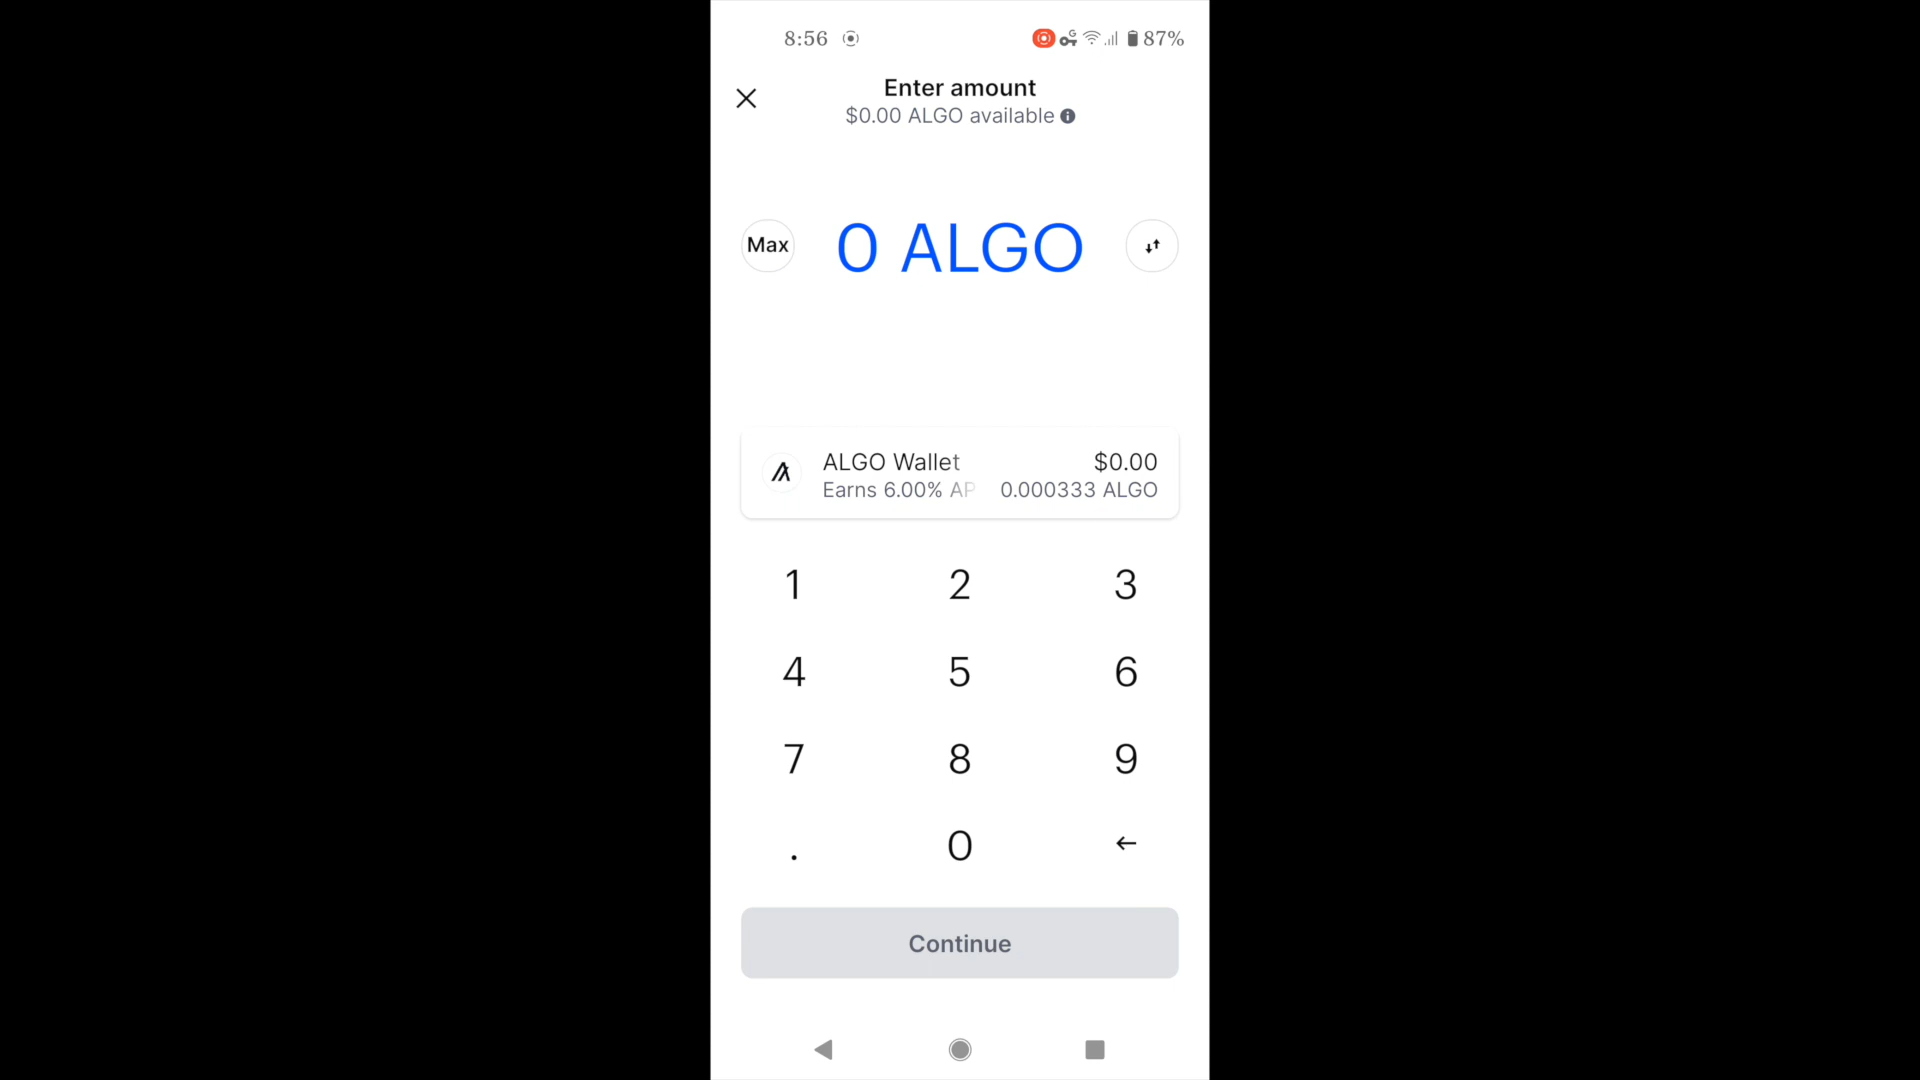 8:56 87%
Enter amount
$0.00 ALGO available
Max 0 ALGO
ALGO Wallet $0.00
Earns 6.00% AP 0.000333 ALGO
1 2 3
4 5 6
7 8 9
. 0
Continue